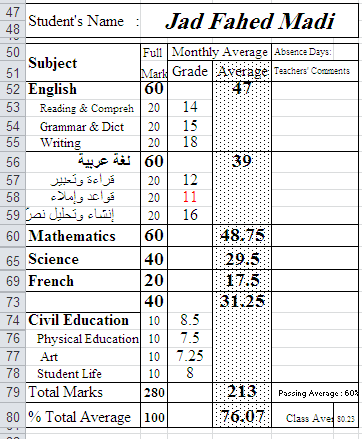 47
48 Student's Name : Jad Fahed Madi
50 Subject Full Monthly Average Absence Days:
51 Mark Grade Average Teachers' Comments
52 English 60 47
53 Reading & Compreh 20 14
54 Grammar & Dict 20 15
55 Writing 20 18
56 لغة عربية 60 39
57 قراءة وتعبير 20 12
58 قواعد وإملاء 20 11
59 إنشاء وتحليل نصّ 20 16
60 Mathematics 60 48.75
65 Science 40 29.5
69 French 20 17.5
73 40 31.25
74 Civil Education 10 8.5
76 Physical Education 10 7.5
77 Art 10 7.25
78 Student Life 10 8
79 Total Marks 280 213 Passing Average : 60%
80 % Total Average 100 76.07 Class Aver 80.23